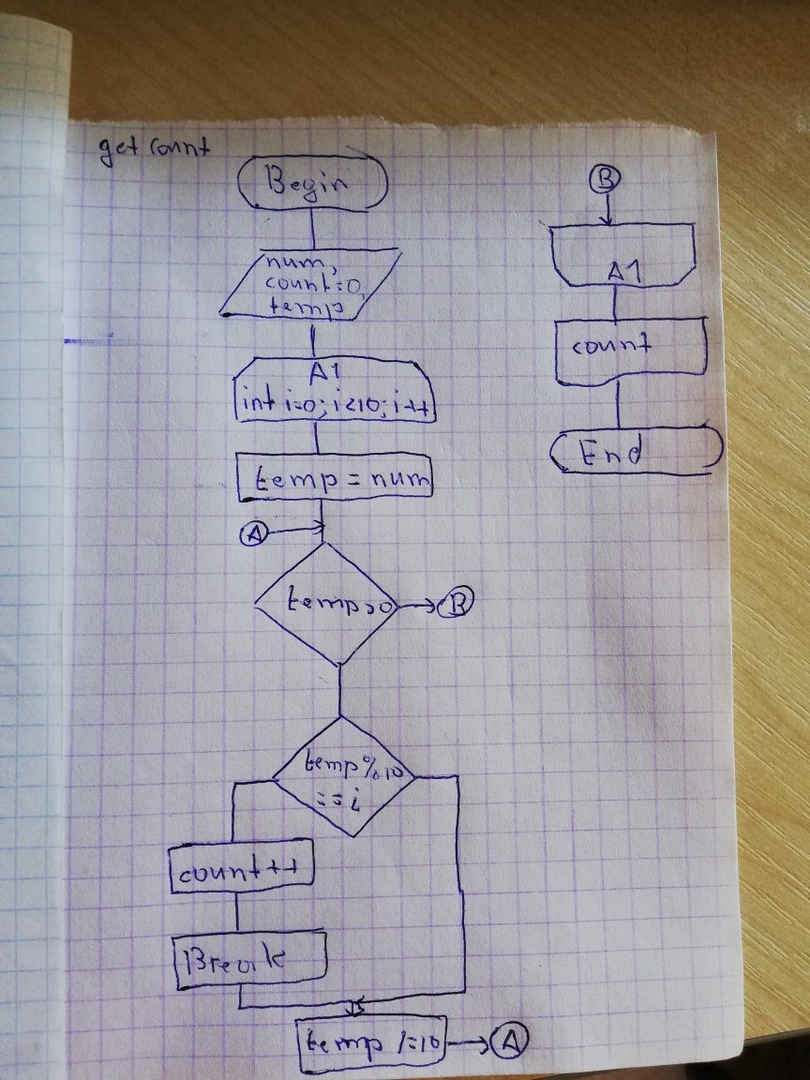 get count
Begin
num,
count=0,
temp
A1
int i=0; i<10; i++
temp = num
A
temp>0
B
temp%10
==i
count++
Break
temp /=10
A
B
A1
count
End